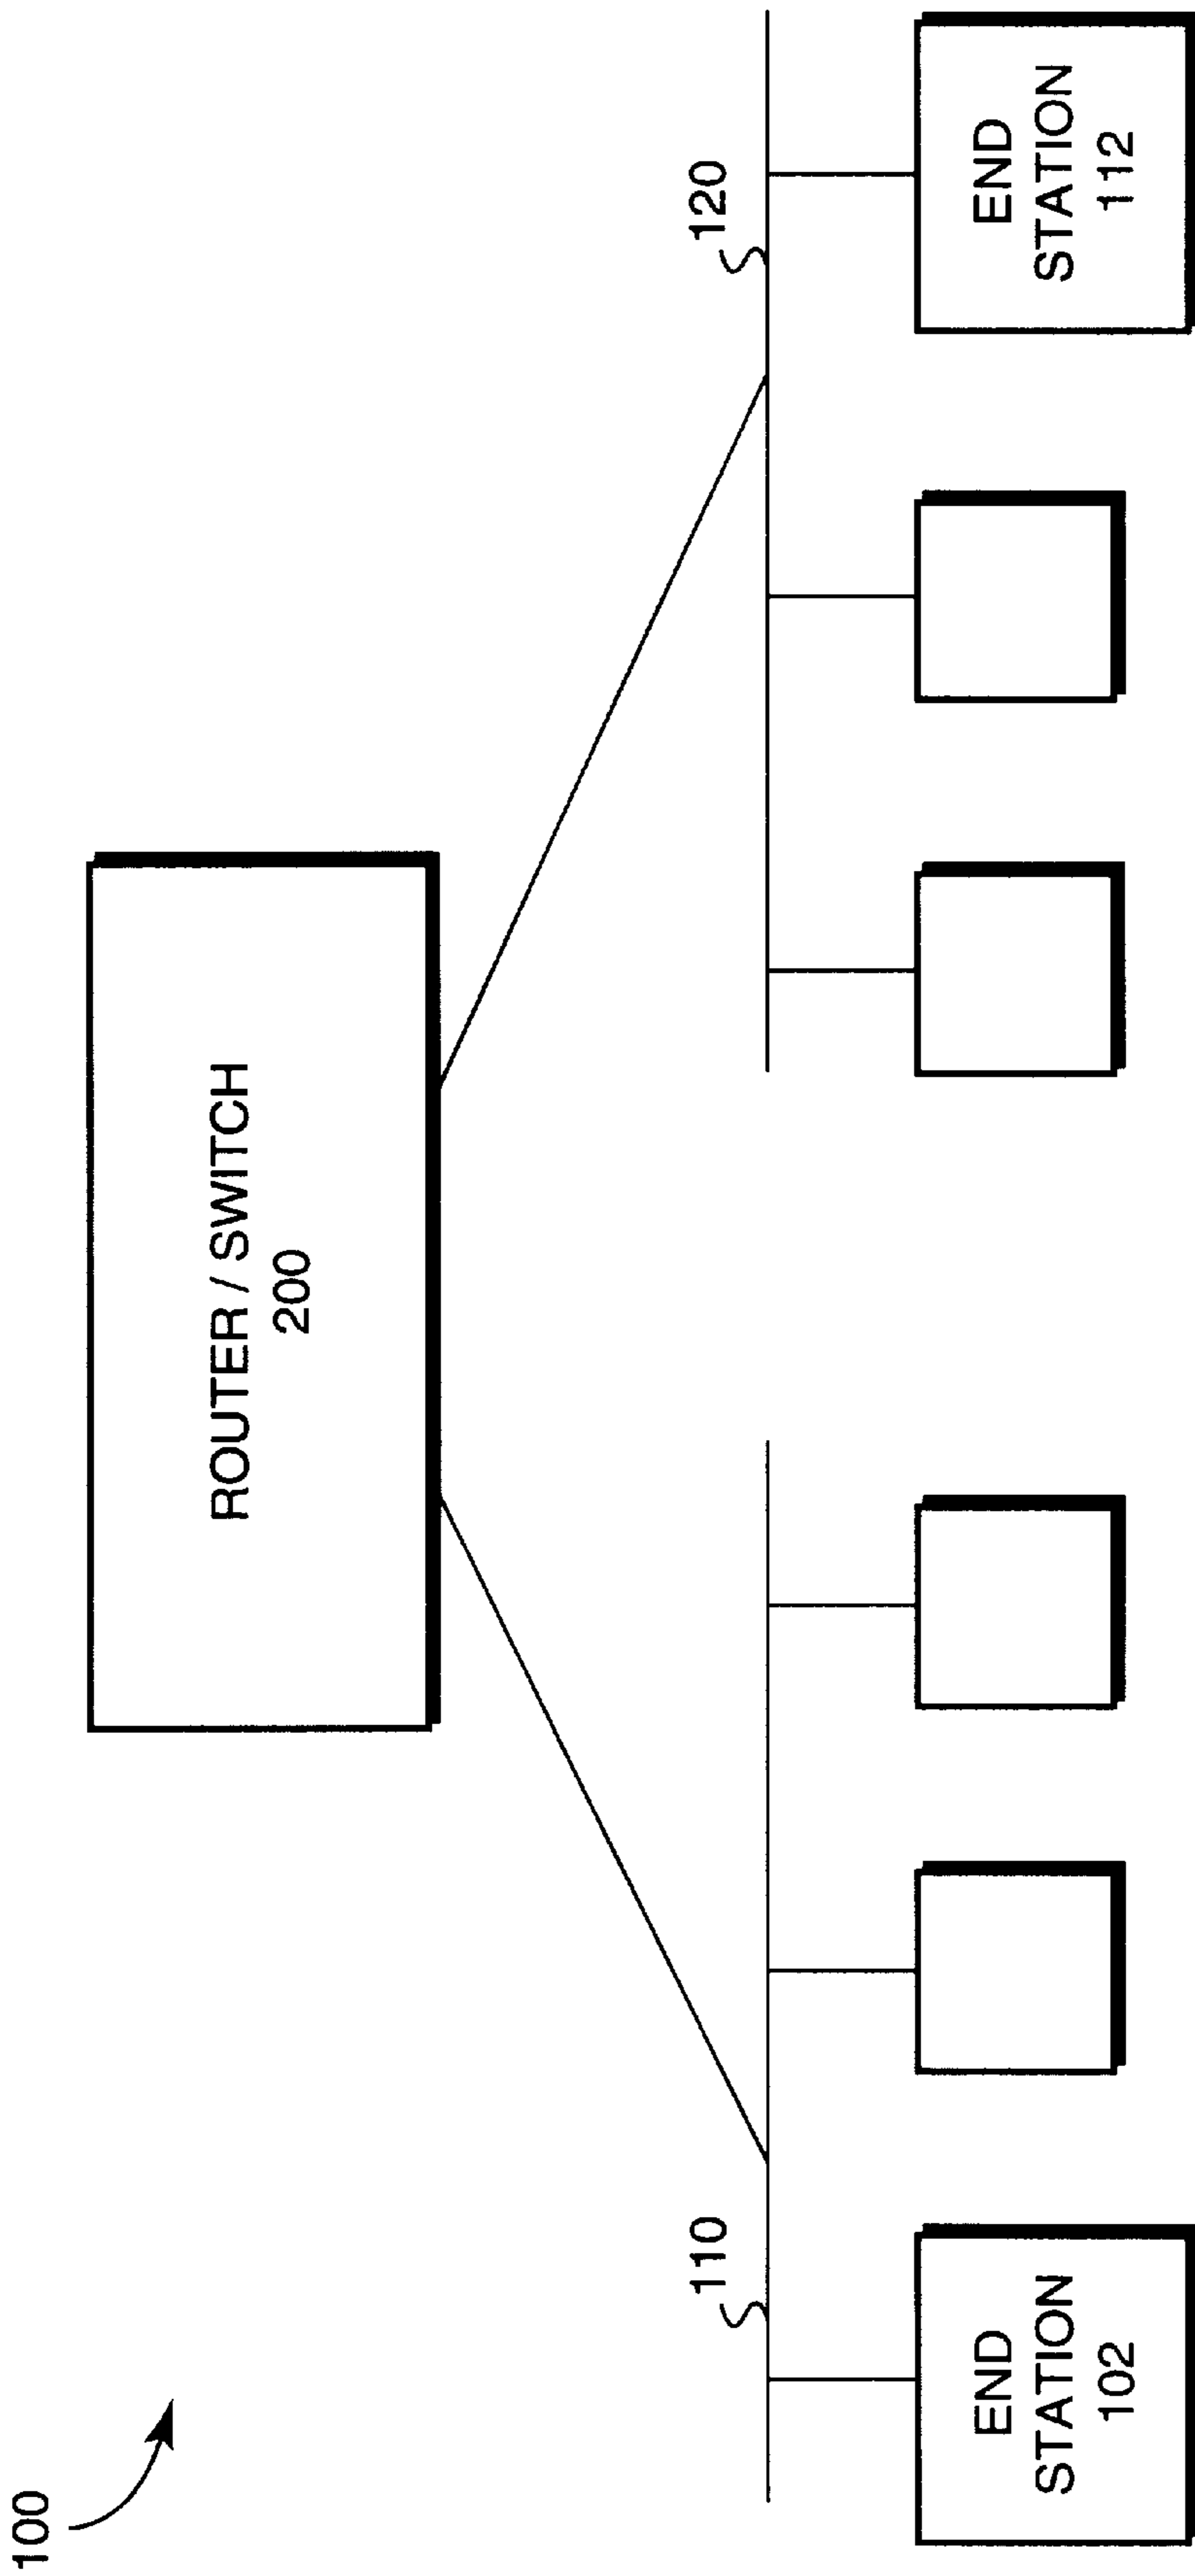 100
ROUTER / SWITCH
200
110
120
END
STATION
102
END
STATION
112